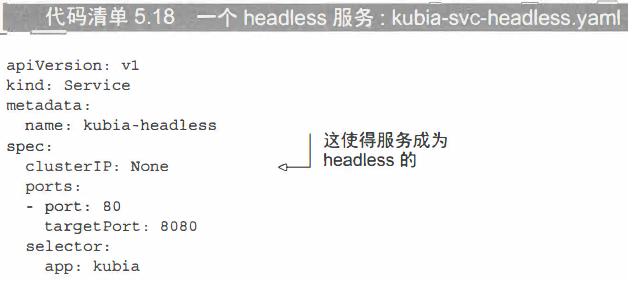 代码清单 5.18 一个 headless 服务 : kubia-svc-headless.yaml
apiVersion: v1
kind: Service
metadata:
  name: kubia-headless
spec:
  clusterIP: None
  ports:
  - port: 80
    targetPort: 8080
  selector:
    app: kubia
这使得服务成为
headless 的